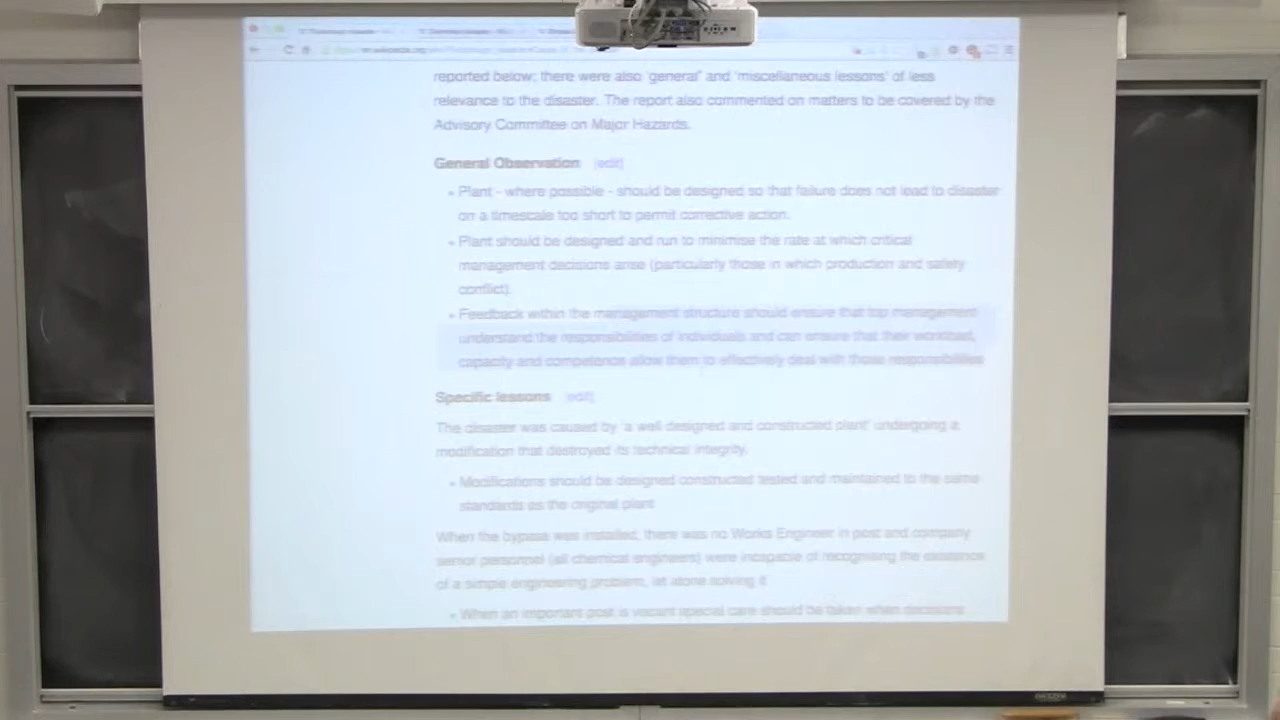 reported below; there were also 'general' and 'miscellaneous lessons' of less
relevance to the disaster. The report also commented on matters to be covered by the
Advisory Committee on Major Hazards.
General Observation [edit]
• Plant - where possible - should be designed so that failure does not lead to disaster
on a timescale too short to permit corrective action.
• Plant should be designed and run to minimise the rate at which critical
management decisions arise (particularly those in which production and safety
conflict).
• Feedback within the management structure should ensure that top management
understand the responsibilities of individuals and can ensure that their workload,
capacity and competence allow them to effectively deal with those responsibilities
Specific lessons [edit]
The disaster was caused by 'a well designed and constructed plant' undergoing a
modification that destroyed its technical integrity.
• Modifications should be designed constructed tested and maintained to the same
standards as the original plant
When the bypass was installed, there was no Works Engineer in post and company
senior personnel (all chemical engineers) were incapable of recognising the existence
of a simple engineering problem, let alone solving it
• When an important post is vacant special care should be taken when decisions